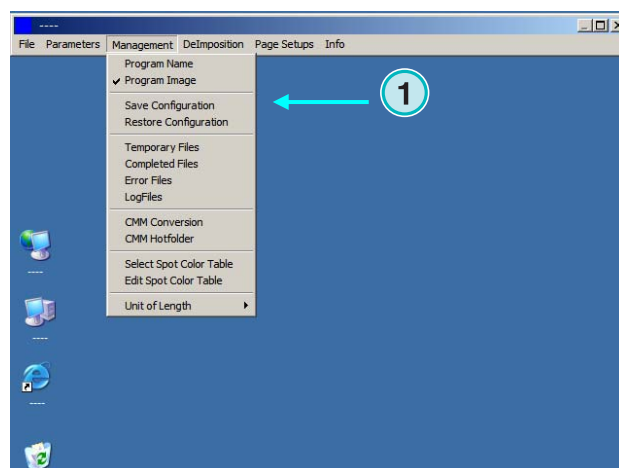 ----
File Parameters Management DeImposition Page Setups Info
Program Name
Program Image
Save Configuration
Restore Configuration
1
Temporary Files
Completed Files
Error Files
LogFiles
CMM Conversion
CMM Hotfolder
Select Spot Color Table
Edit Spot Color Table
Unit of Length
----
----
----